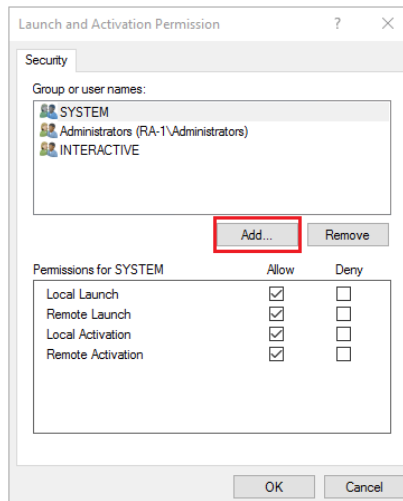 Launch and Activation Permission ? ×
Security
Group or user names:
SYSTEM
Administrators (RA-1\Administrators)
INTERACTIVE
Add... Remove
Permissions for SYSTEM Allow Deny
Local Launch
Remote Launch
Local Activation
Remote Activation
OK Cancel